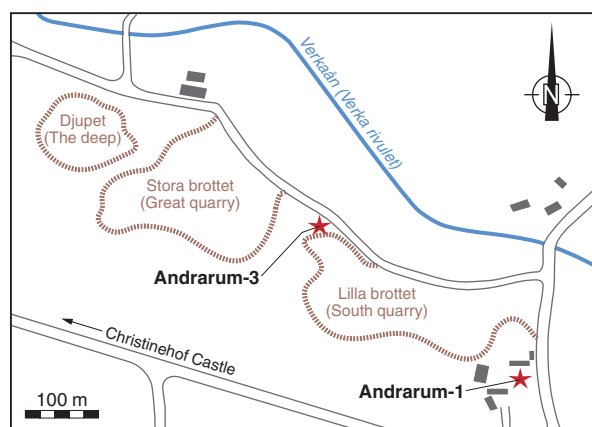 Verkaån (Verka rivulet)
N
Djupet
(The deep)
Stora brottet
(Great quarry)
Andrarum-3
Lilla brottet
(South quarry)
Christinehof Castle
Andrarum-1
100 m